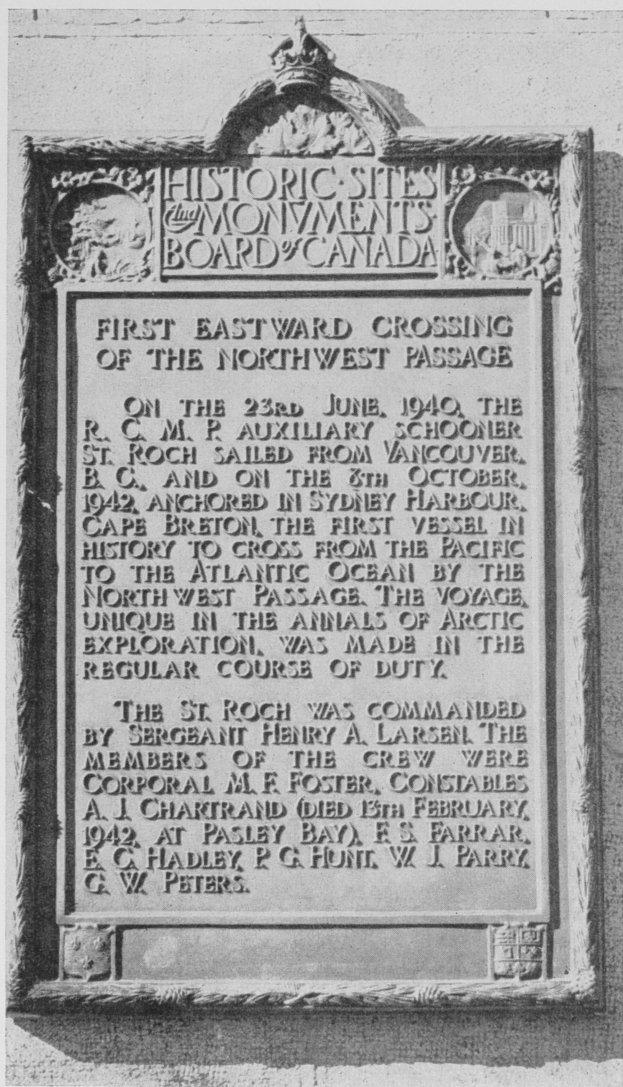 HISTORIC·SITES
And MONVMENTS·
BOARD of CANADA
FIRST EASTWARD CROSSING
OF THE NORTHWEST PASSAGE
ON THE 23RD JUNE, 1940, THE
R. C. M. P. AUXILIARY SCHOONER
ST. ROCH SAILED FROM VANCOUVER,
B. C., AND ON THE 8TH OCTOBER,
1942, ANCHORED IN SYDNEY HARBOUR,
CAPE BRETON, THE FIRST VESSEL IN
HISTORY TO CROSS FROM THE PACIFIC
TO THE ATLANTIC OCEAN BY THE
NORTHWEST PASSAGE. THE VOYAGE,
UNIQUE IN THE ANNALS OF ARCTIC
EXPLORATION, WAS MADE IN THE
REGULAR COURSE OF DUTY.
THE ST. ROCH WAS COMMANDED
BY SERGEANT HENRY A. LARSEN. THE
MEMBERS OF THE CREW WERE
CORPORAL M. F. FOSTER, CONSTABLES
A. J. CHARTRAND (DIED 13TH FEBRUARY,
1942, AT PASLEY BAY), F. S. FARRAR,
E. C. HADLEY, P. G. HUNT, W. J. PARRY,
G. W. PETERS.